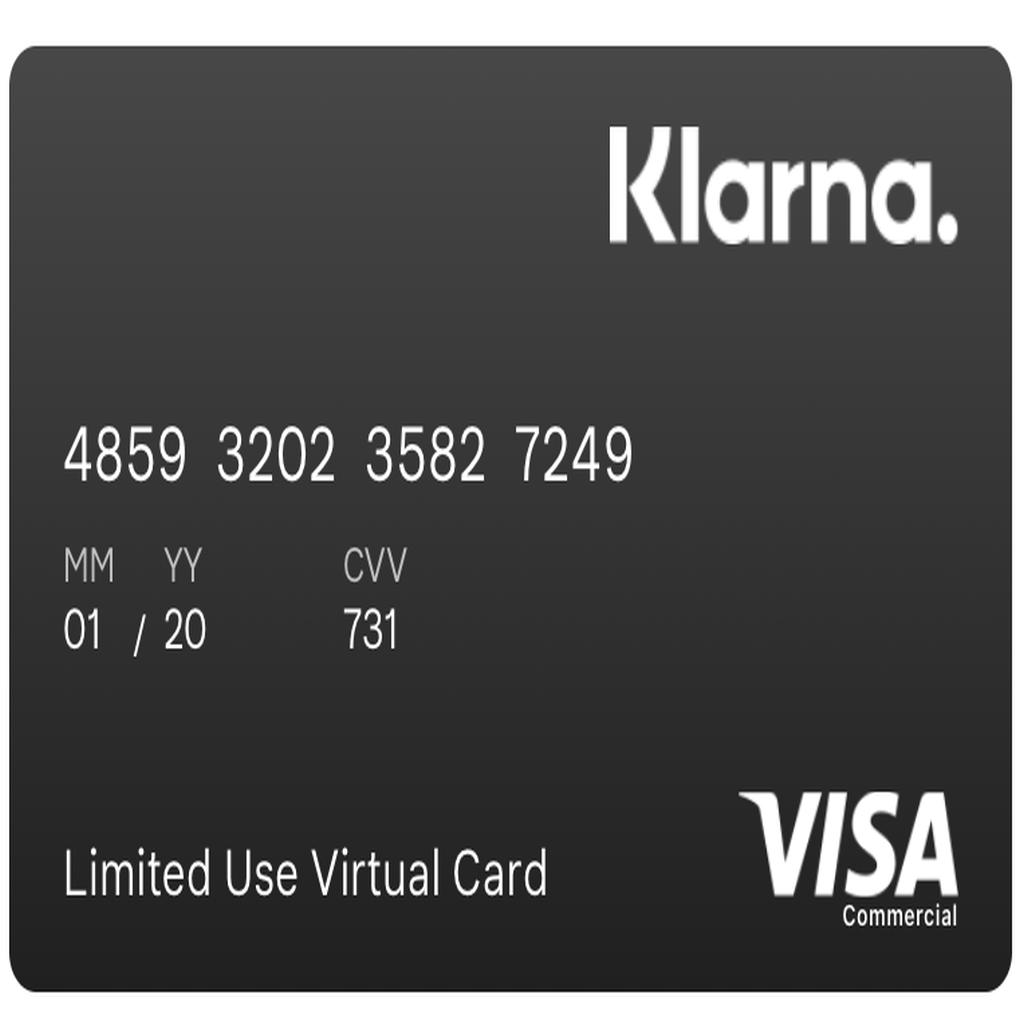 Klarna.
4859 3202 3582 7249
MM YY CVV
01 / 20 731
Limited Use Virtual Card
VISA
Commercial